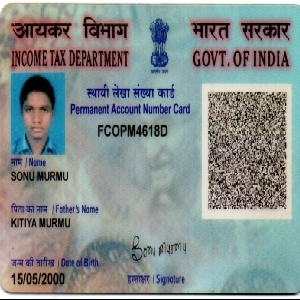 आयकर विभाग
भारत सरकार
INCOME TAX DEPARTMENT
GOVT. OF INDIA
स्थायी लेखा संख्या कार्ड
Permanent Account Number Card
FCOPM4618D
नाम / Name
SONU MURMU
पिता का नाम / Father's Name
KITIYA MURMU
जन्म की तारीख / Date of Birth
15/05/2000
Sonu murmu
हस्ताक्षर / Signature